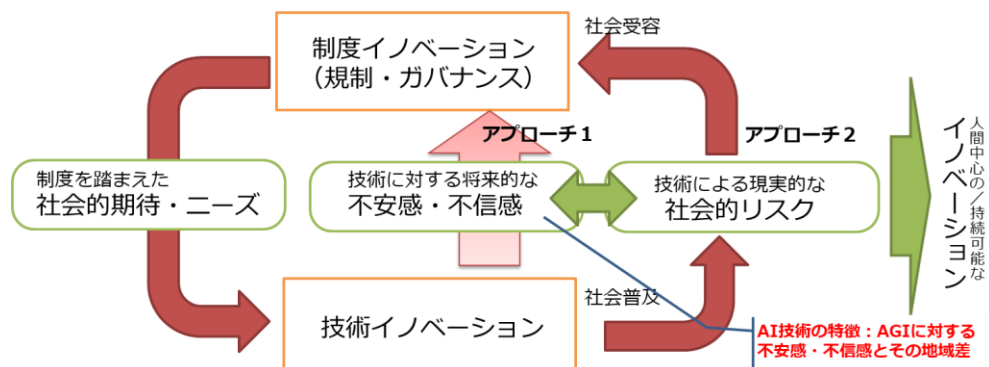 社会受容
制度イノベーション
（規制・ガバナンス）
アプローチ１
アプローチ２
制度を踏まえた
社会的期待・ニーズ
技術に対する将来的な
不安感・不信感
技術による現実的な
社会的リスク
人間中心の／持続可能な
イノベーション
技術イノベーション
社会普及
AI技術の特徴：AGIに対する
不安感・不信感とその地域差